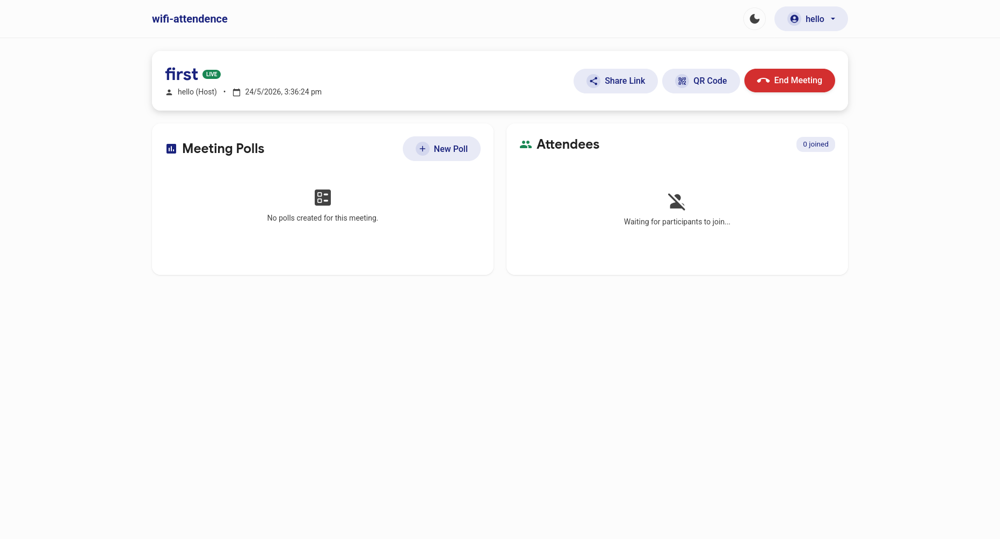 wifi-attendence
hello
first LIVE
hello (Host) • 24/5/2026, 3:36:24 pm
Share Link
QR Code
End Meeting
Meeting Polls
New Poll
No polls created for this meeting.
Attendees
0 joined
Waiting for participants to join...